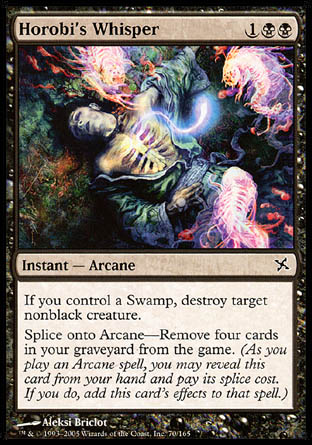 Horobi's Whisper 1
Instant — Arcane
If you control a Swamp, destroy target
nonblack creature.
Splice onto Arcane—Remove four cards
in your graveyard from the game. (As you
play an Arcane spell, you may reveal this
card from your hand and pay its splice cost.
If you do, add this card's effects to that spell.)
Aleksi Briclot
™ & © 1993–2005 Wizards of the Coast, Inc. 70/165